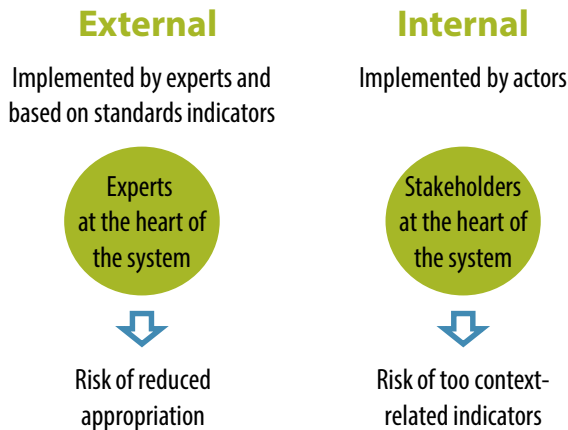 External
Implemented by experts and
based on standards indicators
Experts
at the heart of
the system
Risk of reduced
appropriation
Internal
Implemented by actors
Stakeholders
at the heart of
the system
Risk of too context-
related indicators